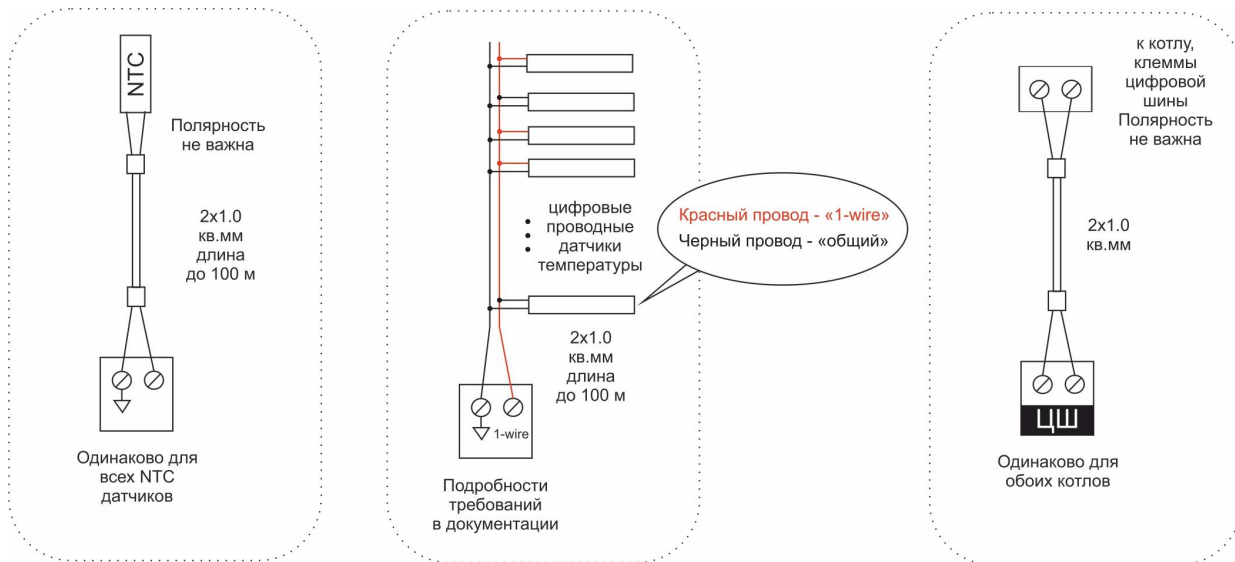 NTC
Полярность
не важна
2x1.0
кв.мм
длина
до 100 м
Одинаково для
всех NTC
датчиков
цифровые
проводные
датчики
температуры
Красный провод - «1-wire»
Черный провод - «общий»
2x1.0
кв.мм
длина
до 100 м
1-wire
Подробности
требований
в документации
к котлу,
клеммы
цифровой
шины
Полярность
не важна
2x1.0
кв.мм
ЦШ
Одинаково для
обоих котлов